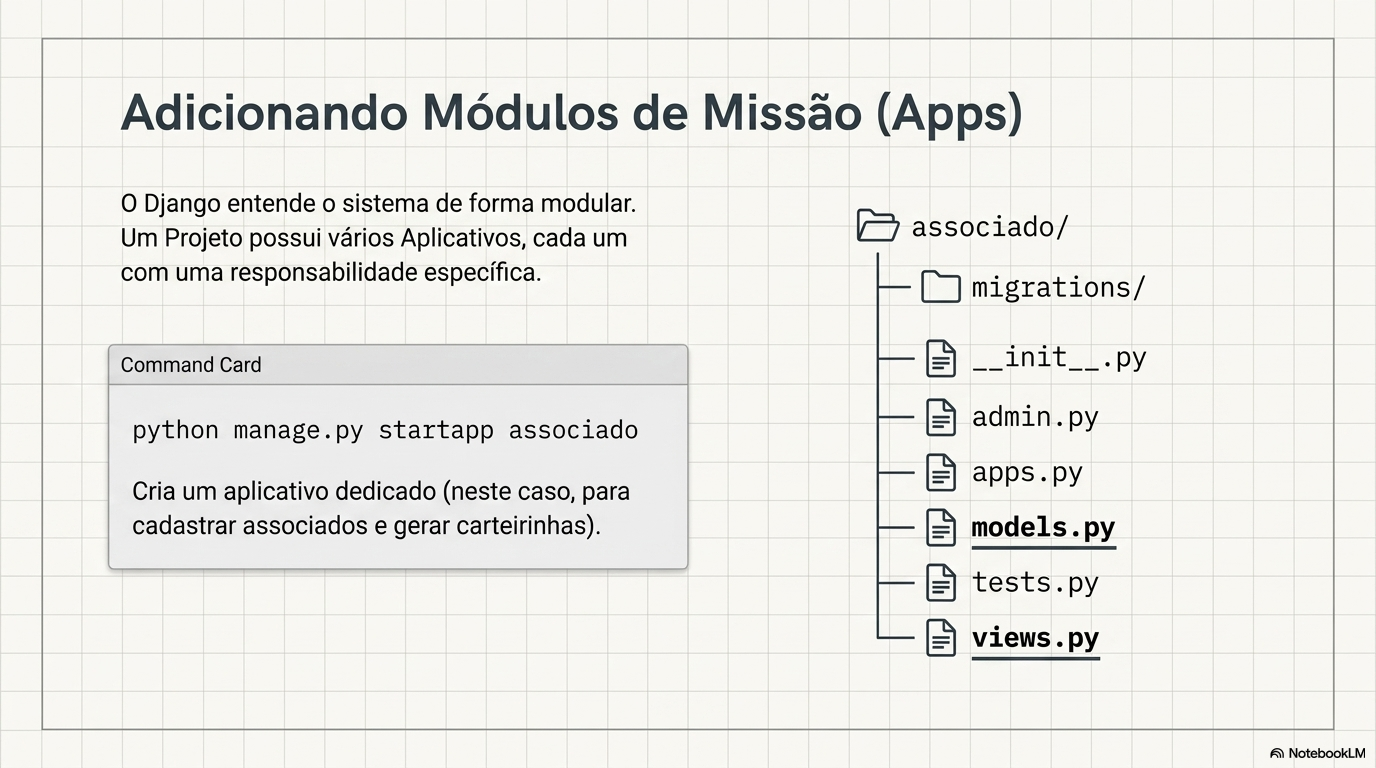 Adicionando Módulos de Missão (Apps)
O Django entende o sistema de forma modular.
Um Projeto possui vários Aplicativos, cada um
com uma responsabilidade específica.
Command Card
python manage.py startapp associado
Cria um aplicativo dedicado (neste caso, para
cadastrar associados e gerar carteirinhas).
associado/
migrations/
__init__.py
admin.py
apps.py
models.py
tests.py
views.py
NotebookLM